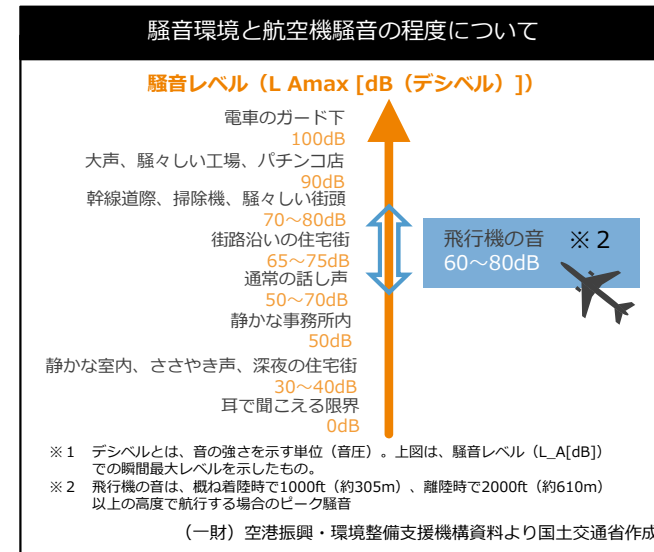 騒音環境と航空機騒音の程度について
騒音レベル（L Amax [dB（デシベル）]）
電車のガード下
100dB
大声、騒々しい工場、パチンコ店
90dB
幹線道際、掃除機、騒々しい街頭
70～80dB
街路沿いの住宅街
65～75dB
通常の話し声
50～70dB
静かな事務所内
50dB
静かな室内、ささやき声、深夜の住宅街
30～40dB
耳で聞こえる限界
0dB
飛行機の音 ※２
60～80dB
※１ デシベルとは、音の強さを示す単位（音圧）。上図は、騒音レベル（L_A[dB]）
での瞬間最大レベルを示したもの。
※２ 飛行機の音は、概ね着陸時で1000ft（約305m）、離陸時で2000ft（約610m）
以上の高度で航行する場合のピーク騒音
（一財）空港振興・環境整備支援機構資料より国土交通省作成